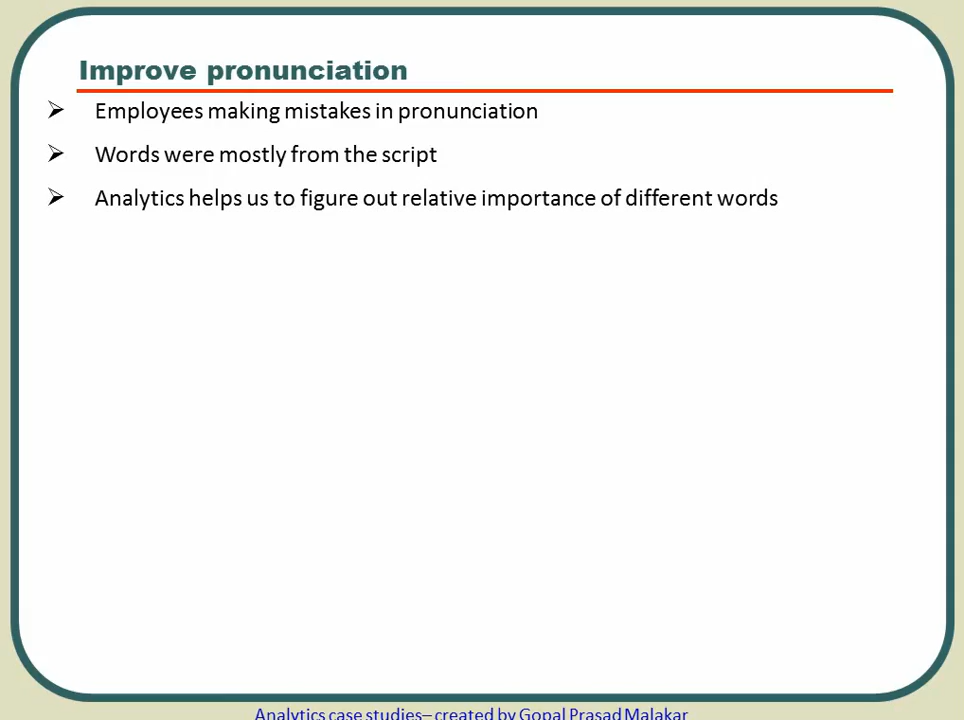 Improve pronunciation
Employees making mistakes in pronunciation
Words were mostly from the script
Analytics helps us to figure out relative importance of different words
Analytics case studies– created by Gopal Prasad Malakar